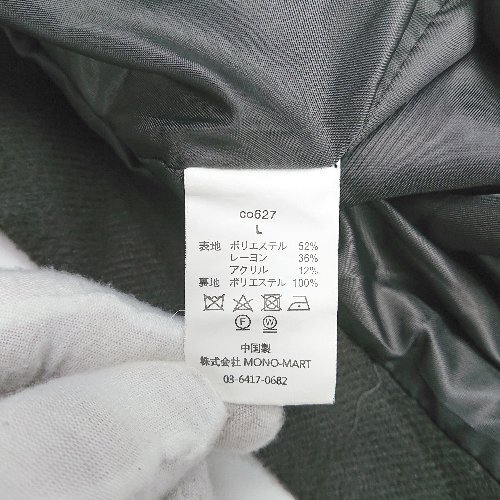 co627
L
表地 ポリエステル 52%
レーヨン 36%
アクリル 12%
裏地 ポリエステル 100%
F W
中国製
株式会社 MONO-MART
03-6417-0682